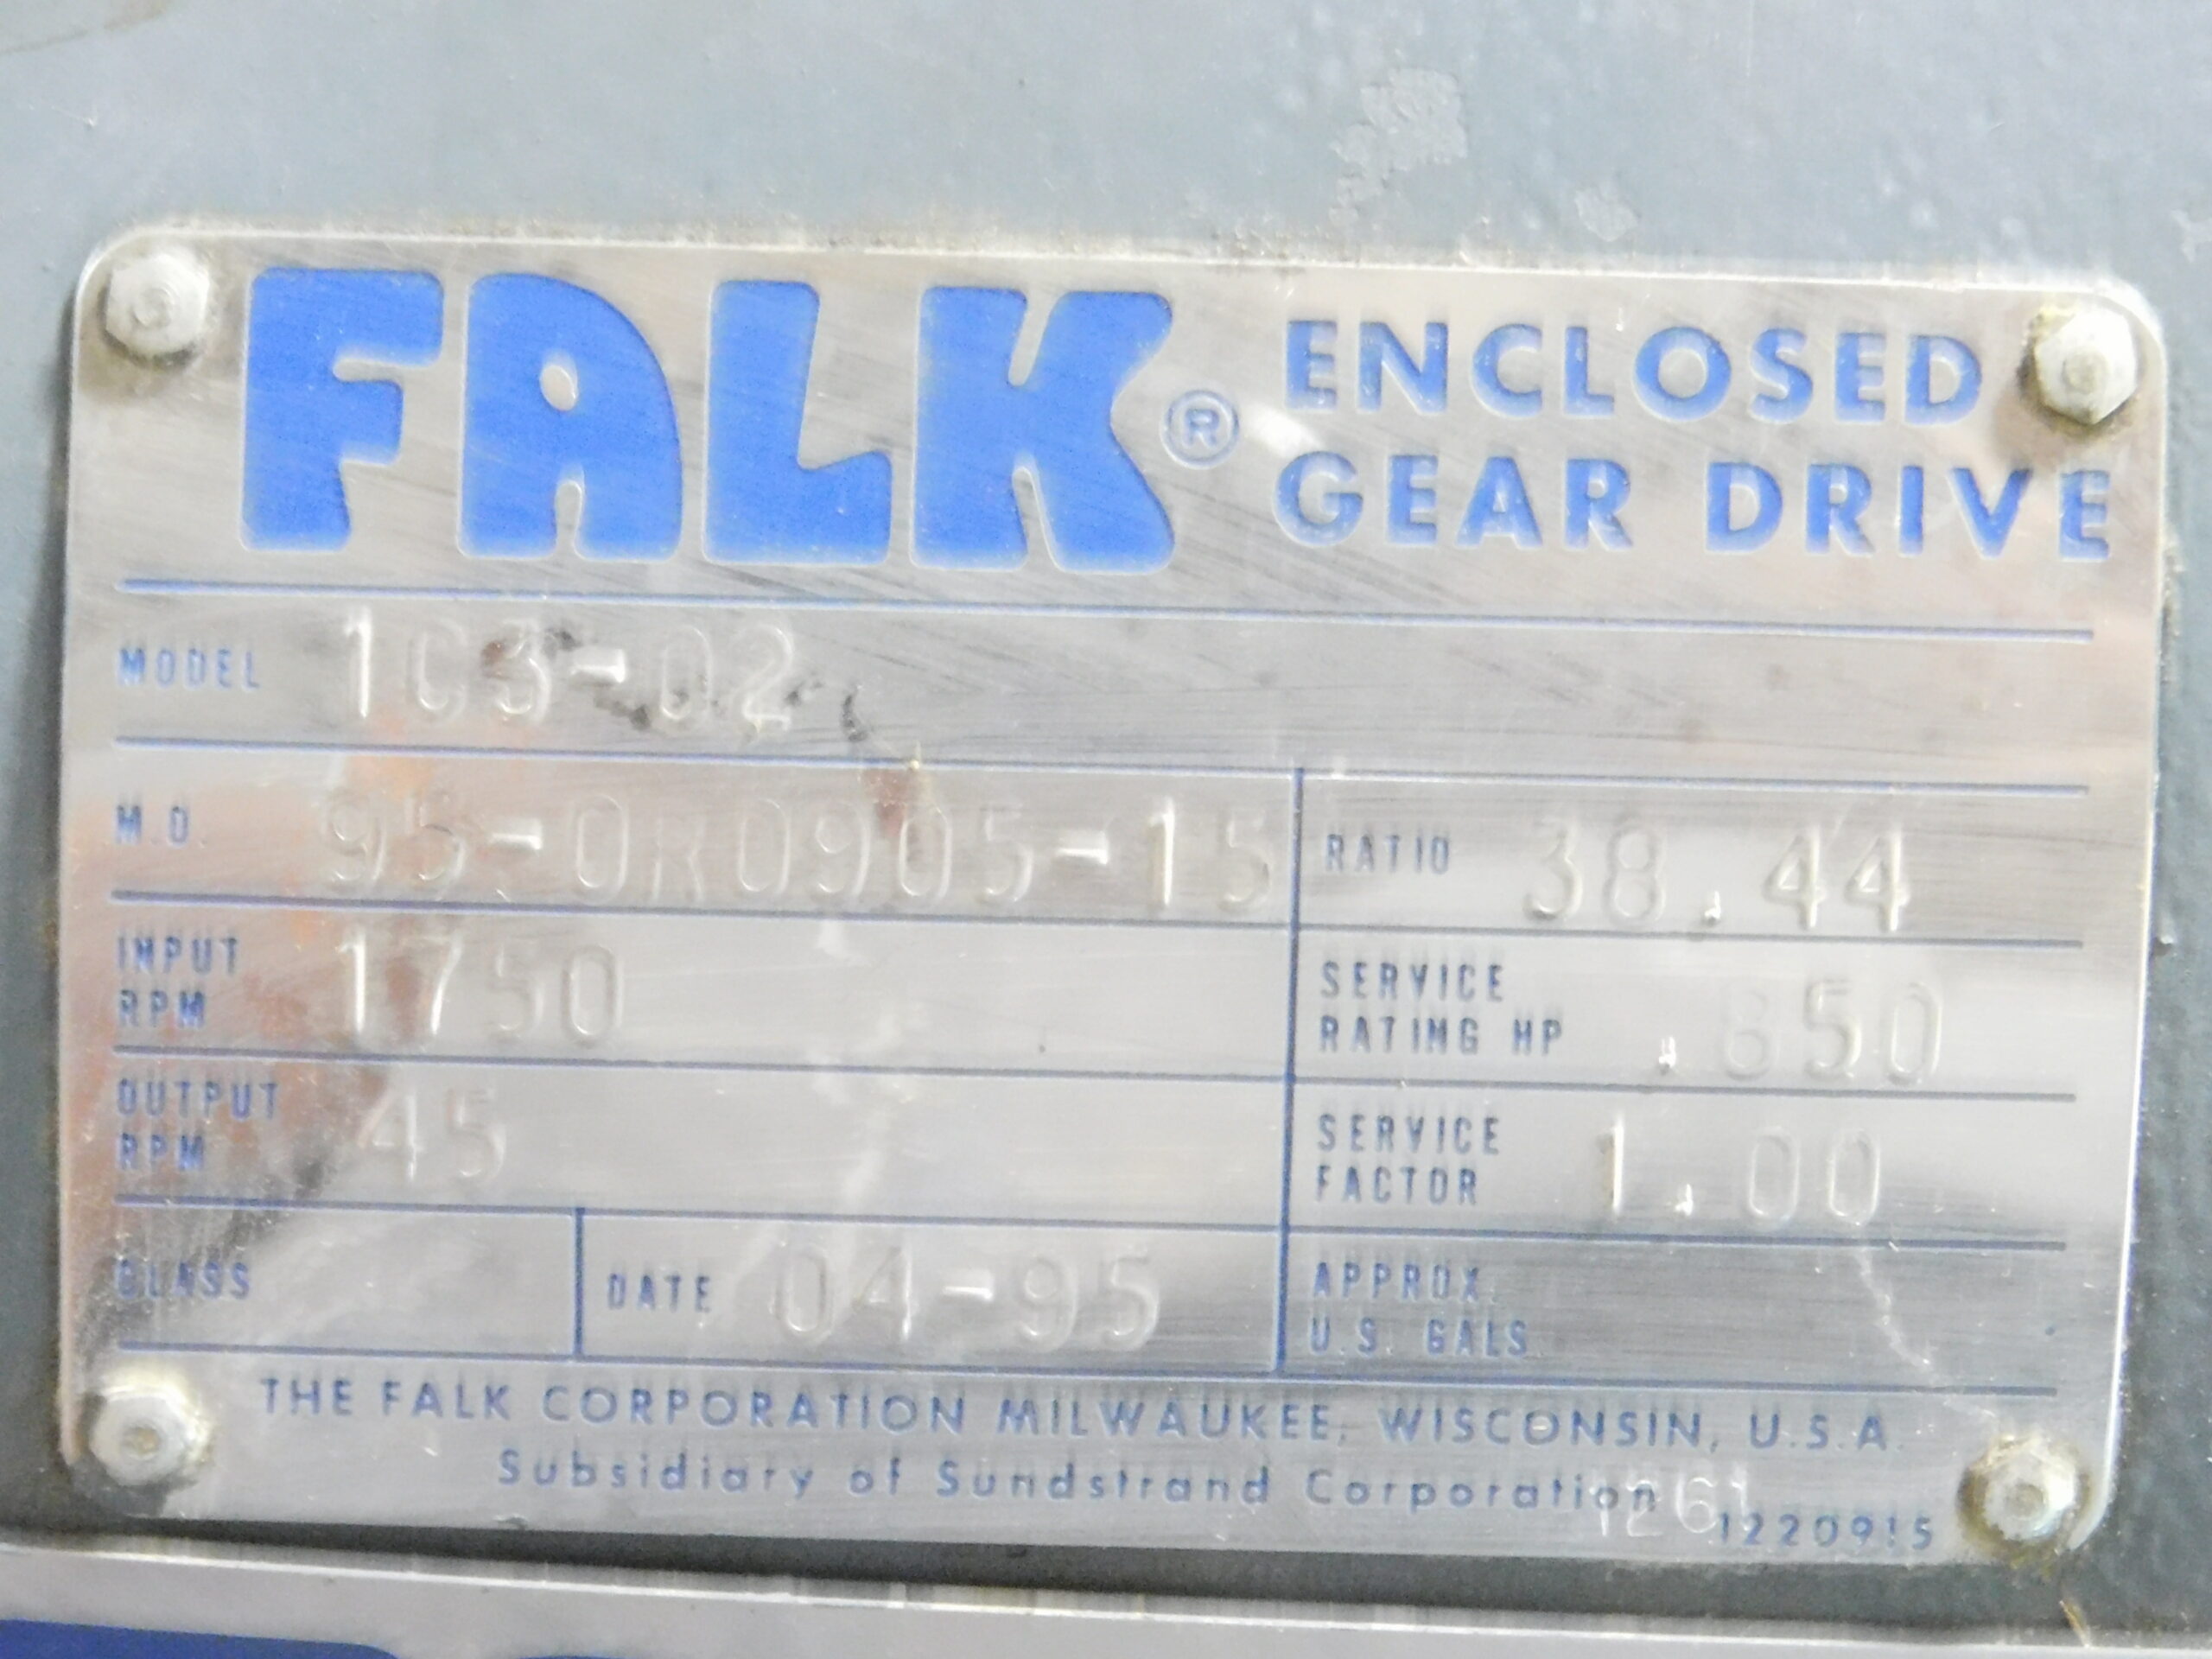 FALK® ENCLOSED
GEAR DRIVE
MODEL 1C3-02
M.O. 95-0R0905-15
RATIO 38.44
INPUT RPM 1750
SERVICE RATING HP .850
OUTPUT RPM 45
SERVICE FACTOR 1.00
CLASS
DATE 04-95
APPROX. U.S. GALS.
THE FALK CORPORATION MILWAUKEE, WISCONSIN, U.S.A.
Subsidiary of Sundstrand Corporation
1261
1220915